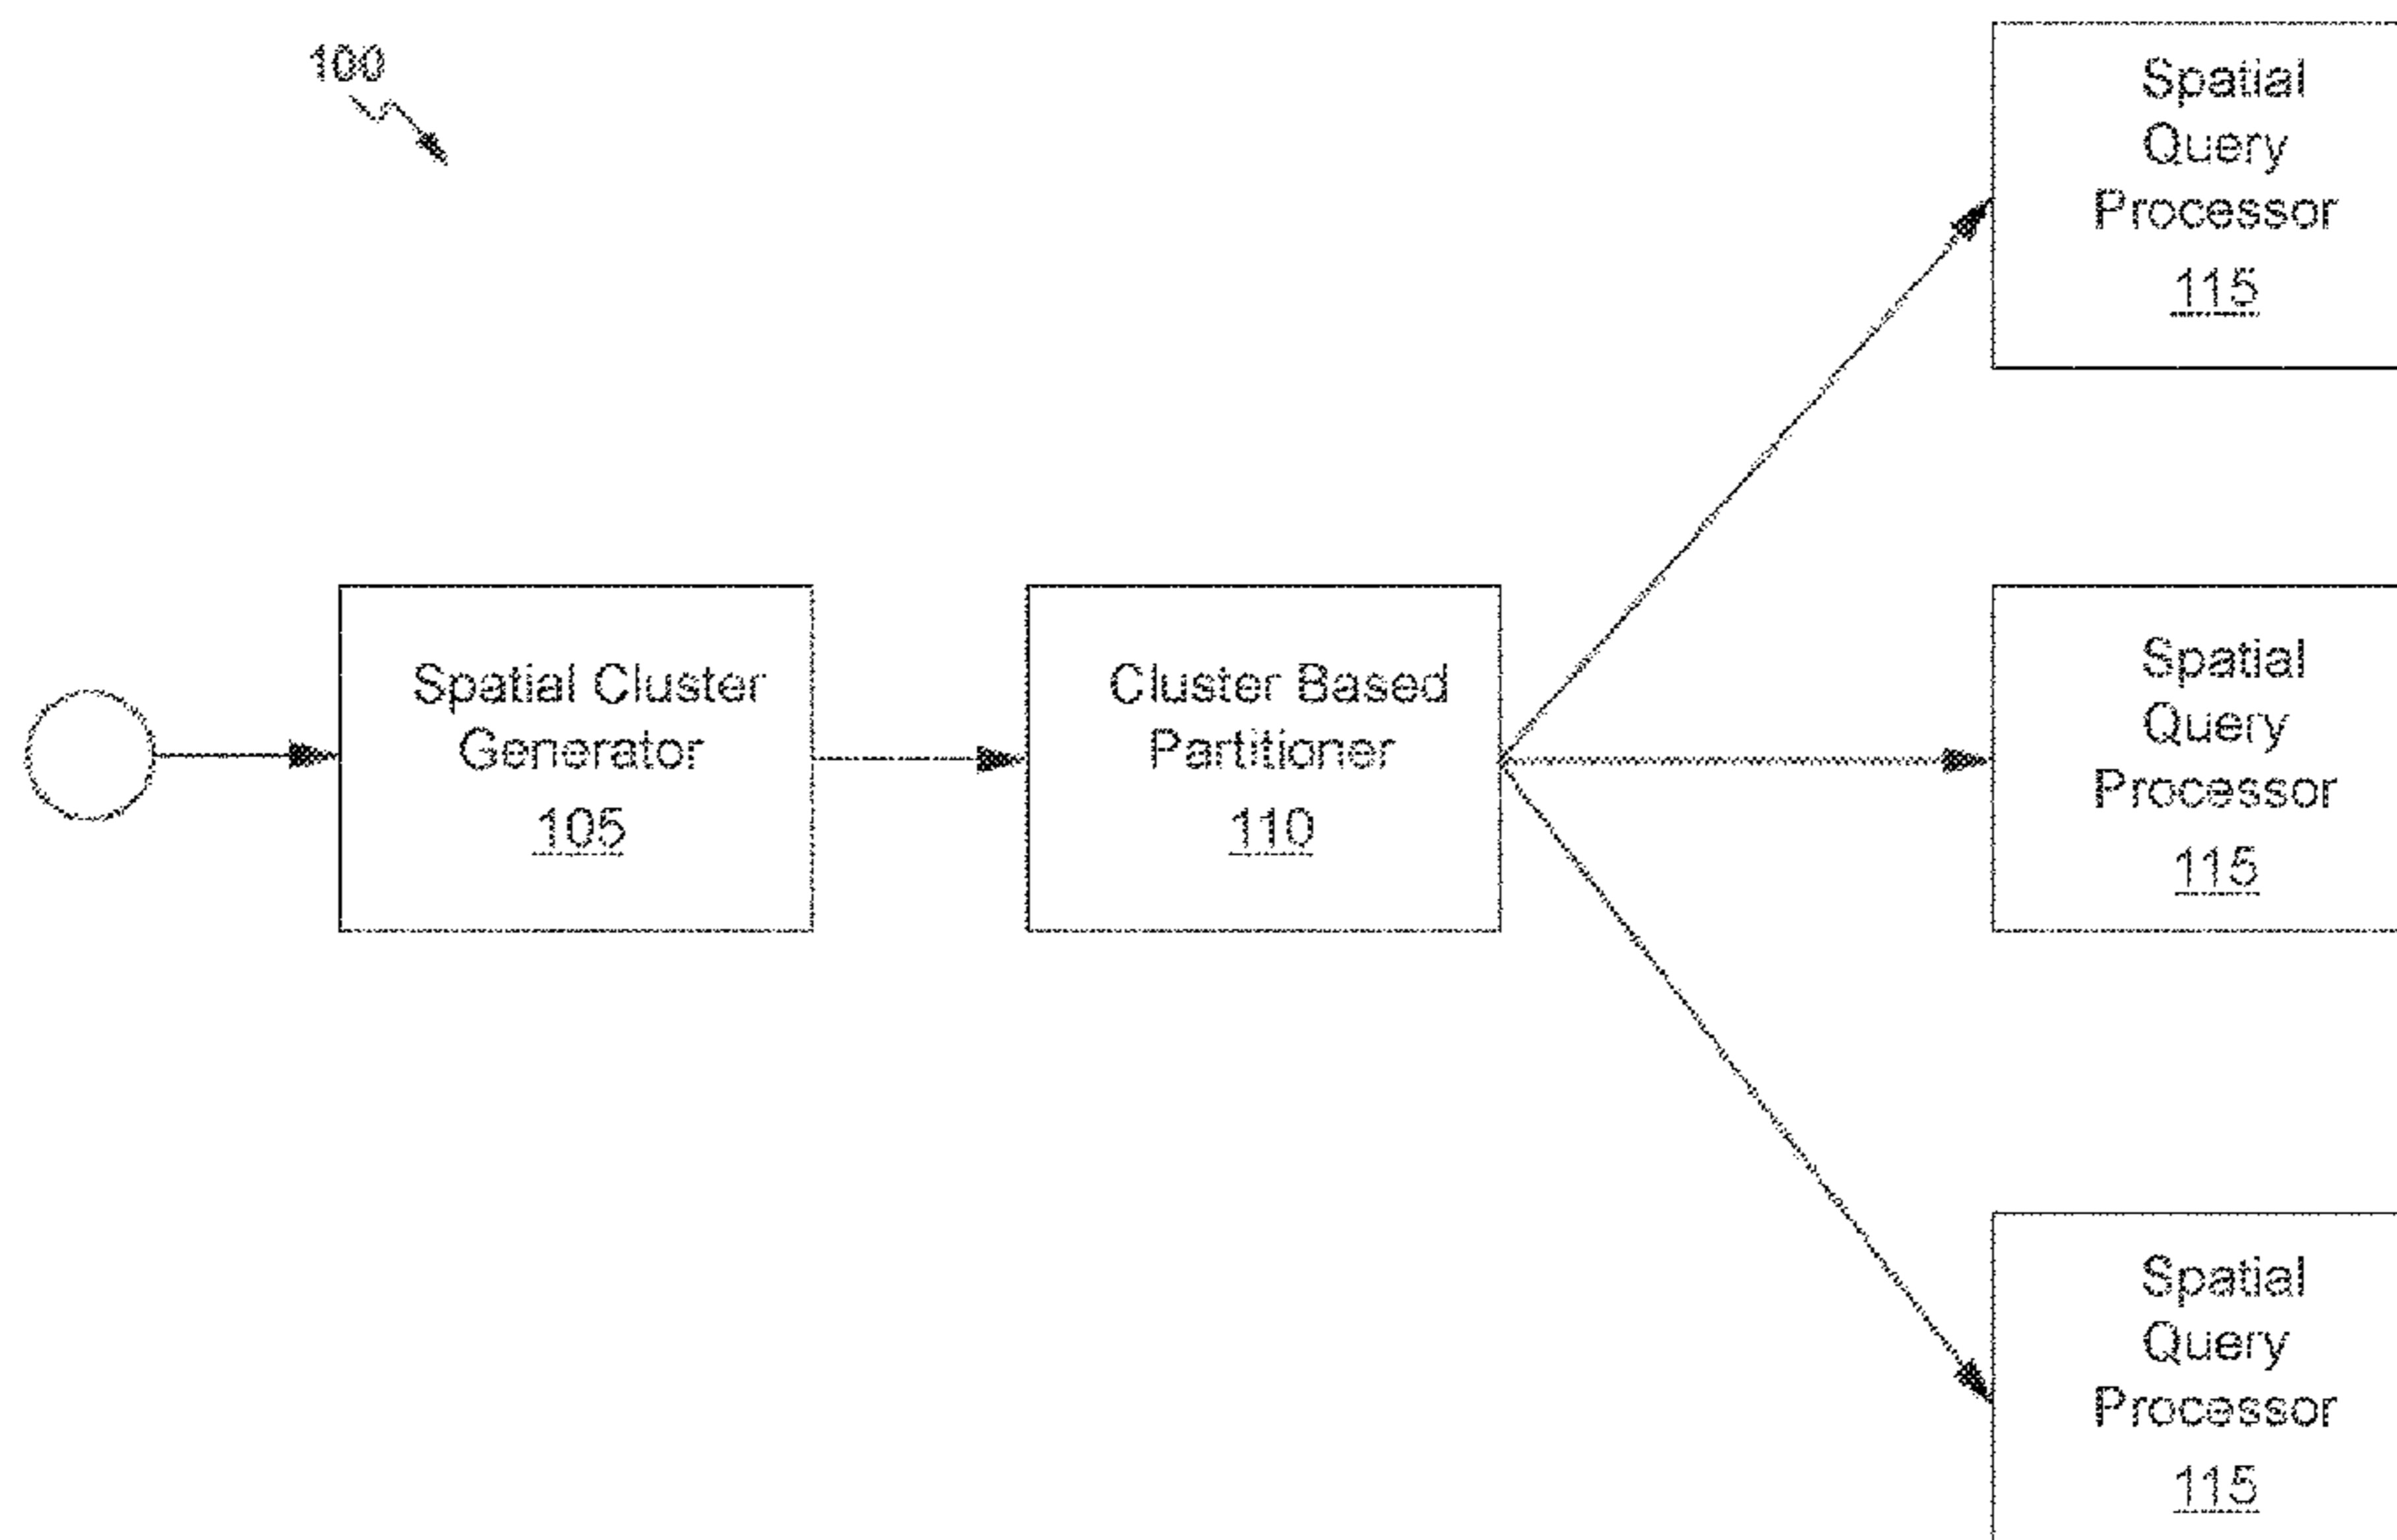 100
Spatial
Query
Processor
115
Spatial Cluster
Generator
105
Cluster Based
Partitioner
110
Spatial
Query
Processor
115
Spatial
Query
Processor
115